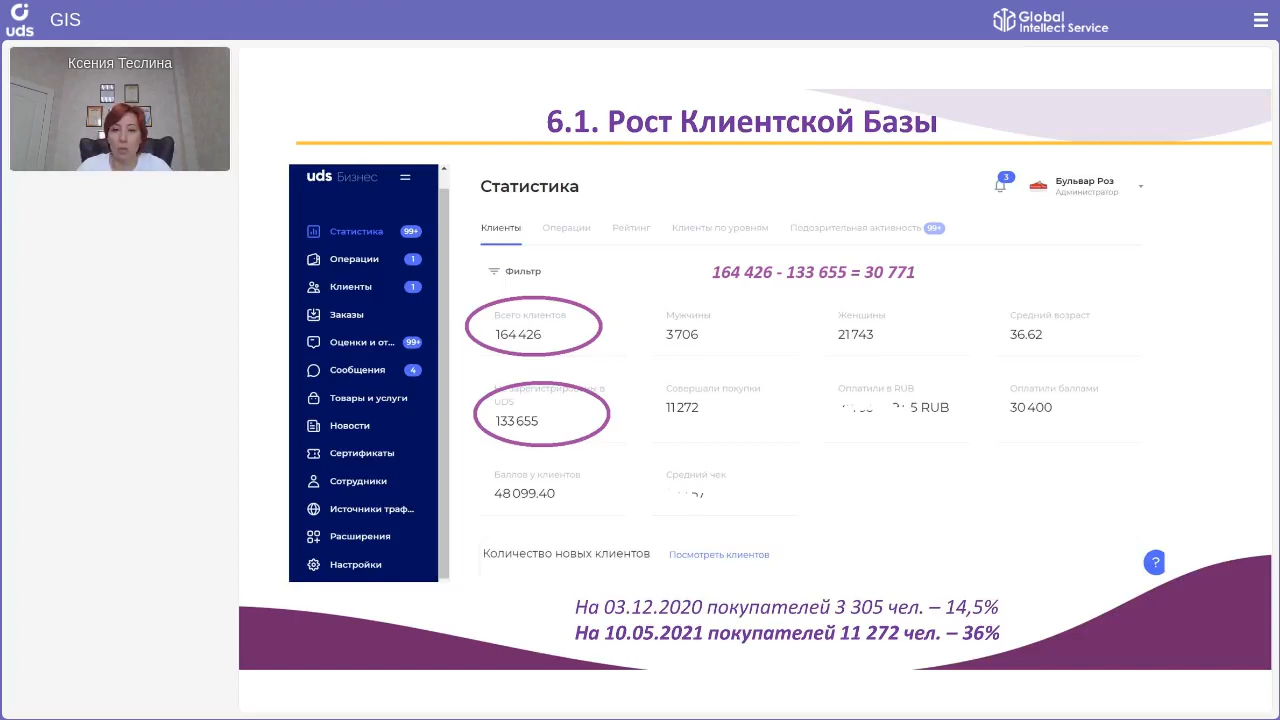 uds
GIS
Global
Intellect Service
Ксения Теслина
6.1. Рост Клиентской Базы
uds Бизнес
Статистика 99+
Операции 1
Клиенты 1
Заказы
Оценки и от... 99+
Сообщения 4
Товары и услуги
Новости
Сертификаты
Сотрудники
Источники траф...
Расширения
Настройки
Статистика
3
Бульвар Роз
Администратор
Клиенты Операции Рейтинг Клиенты по уровням Подозрительная активность 99+
Фильтр
164 426 - 133 655 = 30 771
Всего клиентов Мужчины Женщины Средний возраст
164 426 3 706 21 743 36.62
Не зарегистрированы в Совершали покупки Оплатили в RUB Оплатили баллами
UDS
11 272 RUB 30 400
133 655
Баллов у клиентов Средний чек
48 099.40
Количество новых клиентов Посмотреть клиентов
?
На 03.12.2020 покупателей 3 305 чел. – 14,5%
На 10.05.2021 покупателей 11 272 чел. – 36%